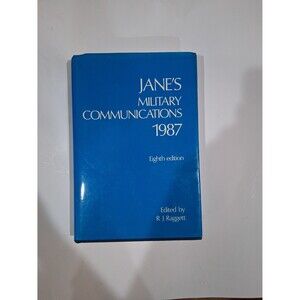 JANE'S
MILITARY
COMMUNICATIONS
1987
Eighth edition
Edited by
R J Raggett